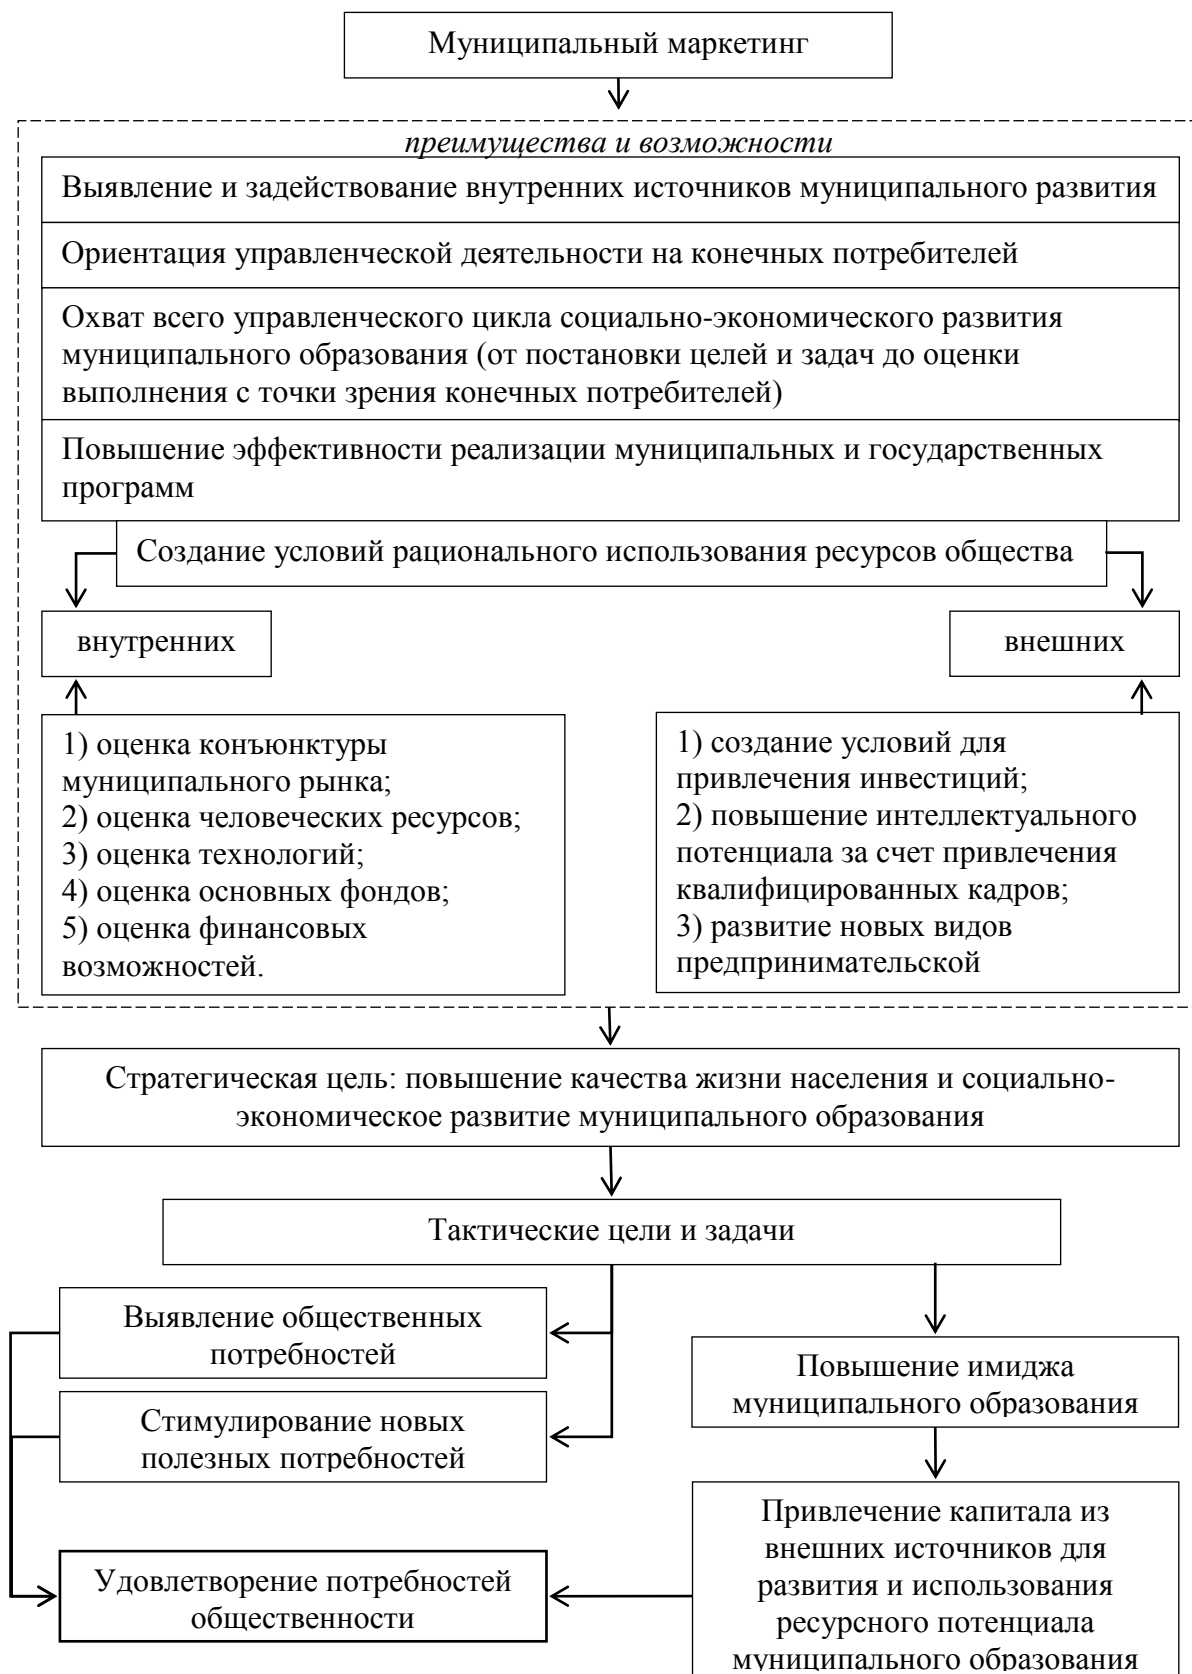 Муниципальный маркетинг
преимущества и возможности
Выявление и задействование внутренних источников муниципального развития
Ориентация управленческой деятельности на конечных потребителей
Охват всего управленческого цикла социально-экономического развития
муниципального образования (от постановки целей и задач до оценки
выполнения с точки зрения конечных потребителей)
Повышение эффективности реализации муниципальных и государственных
программ
Создание условий рационального использования ресурсов общества
внутренних
внешних
1) оценка конъюнктуры
муниципального рынка;
2) оценка человеческих ресурсов;
3) оценка технологий;
4) оценка основных фондов;
5) оценка финансовых
возможностей.
1) создание условий для
привлечения инвестиций;
2) повышение интеллектуального
потенциала за счет привлечения
квалифицированных кадров;
3) развитие новых видов
предпринимательской
Стратегическая цель: повышение качества жизни населения и социально-
экономическое развитие муниципального образования
Тактические цели и задачи
Выявление общественных
потребностей
Стимулирование новых
полезных потребностей
Удовлетворение потребностей
общественности
Повышение имиджа
муниципального образования
Привлечение капитала из
внешних источников для
развития и использования
ресурсного потенциала
муниципального образования